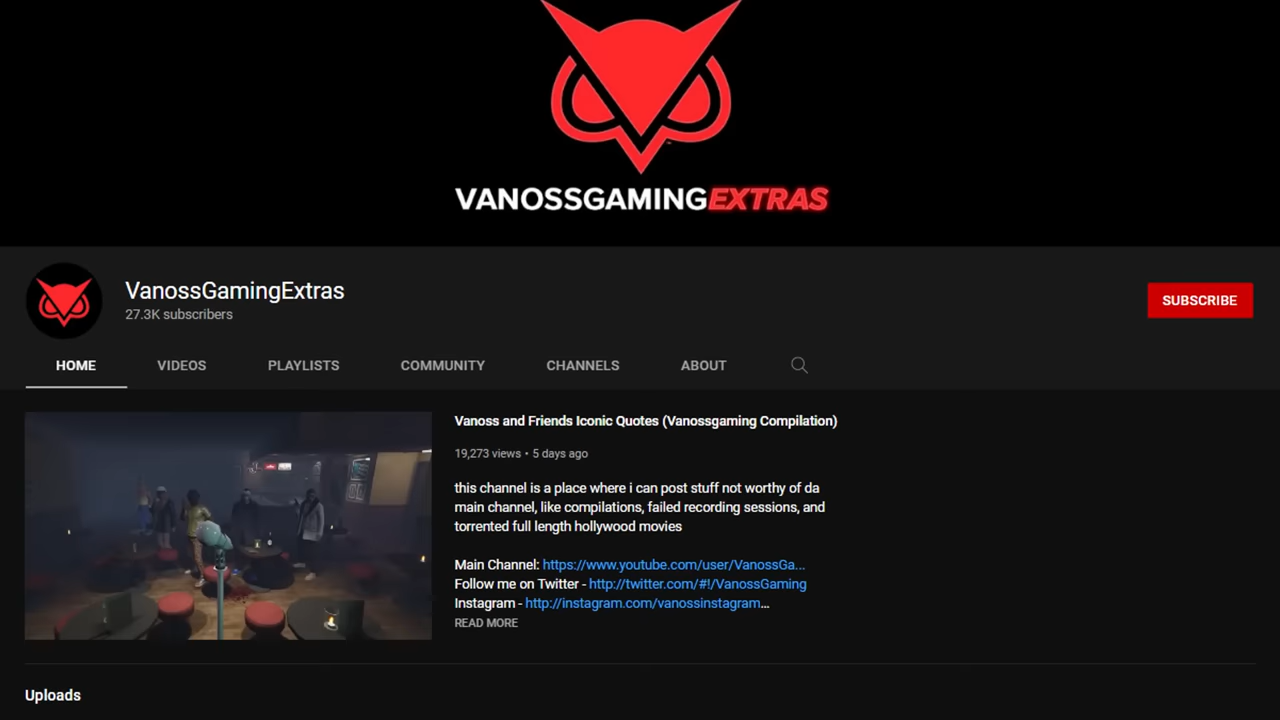 VANOSSGAMINGEXTRAS
VanossGamingExtras
27.3K subscribers
SUBSCRIBE
HOME
VIDEOS
PLAYLISTS
COMMUNITY
CHANNELS
ABOUT
Vanoss and Friends Iconic Quotes (Vanossgaming Compilation)
19,273 views • 5 days ago
this channel is a place where i can post stuff not worthy of da
main channel, like compilations, failed recording sessions, and
torrented full length hollywood movies
Main Channel: https://www.youtube.com/user/VanossGa...
Follow me on Twitter - http://twitter.com/#!/VanossGaming
Instagram - http://instagram.com/vanossinstagram...
READ MORE
Uploads